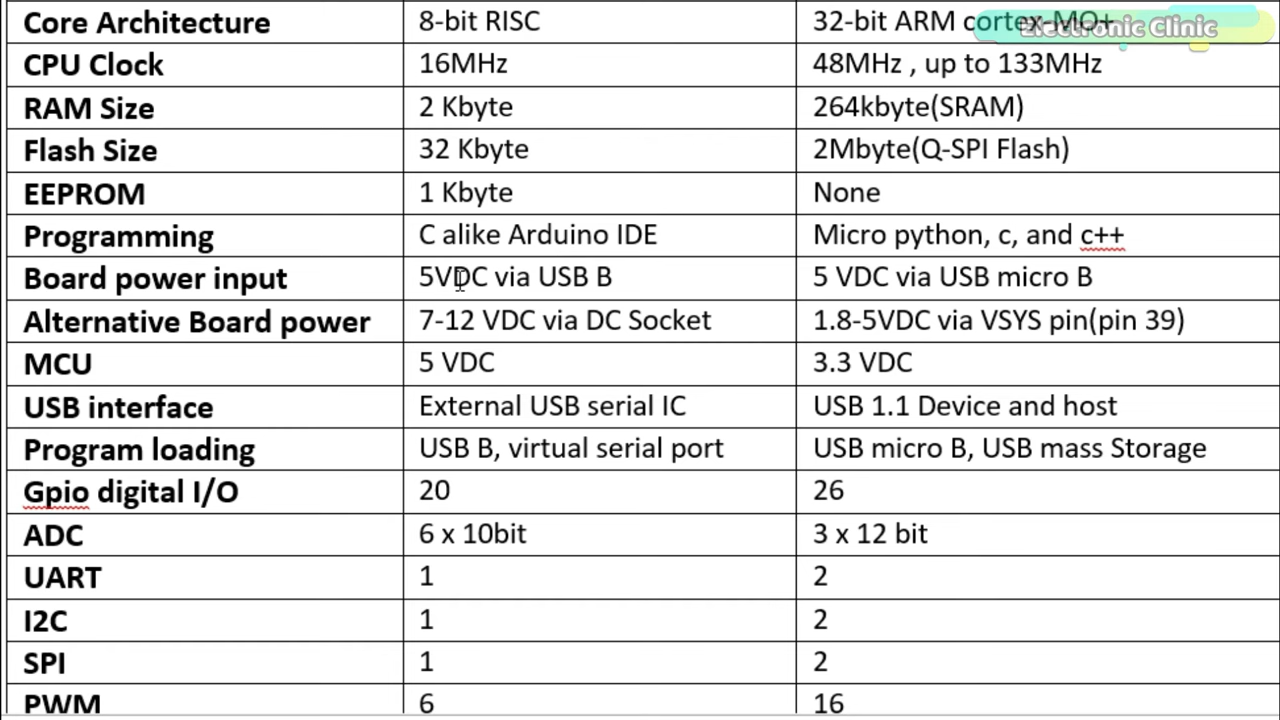 Core Architecture 8-bit RISC 32-bit ARM cortex-M0+
Electronic Clinic
CPU Clock 16MHz 48MHz , up to 133MHz
RAM Size 2 Kbyte 264kbyte(SRAM)
Flash Size 32 Kbyte 2Mbyte(Q-SPI Flash)
EEPROM 1 Kbyte None
Programming C alike Arduino IDE Micro python, c, and c++
Board power input 5VDC via USB B 5 VDC via USB micro B
Alternative Board power 7-12 VDC via DC Socket 1.8-5VDC via VSYS pin(pin 39)
MCU 5 VDC 3.3 VDC
USB interface External USB serial IC USB 1.1 Device and host
Program loading USB B, virtual serial port USB micro B, USB mass Storage
Gpio digital I/O 20 26
ADC 6 x 10bit 3 x 12 bit
UART 1 2
I2C 1 2
SPI 1 2
PWM 6 16